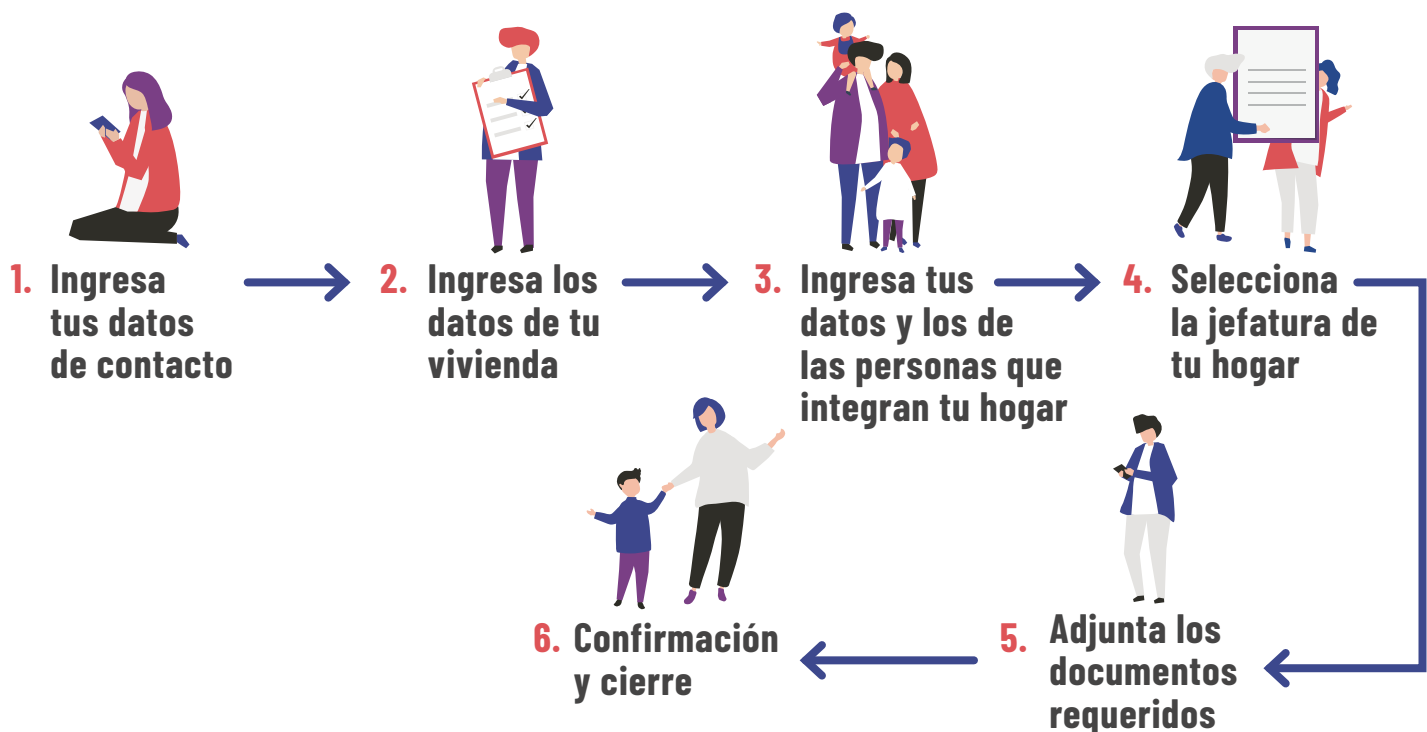 1. Ingresa
tus datos
de contacto
2. Ingresa los
datos de tu
vivienda
3. Ingresa tus
datos y los de
las personas que
integran tu hogar
4. Selecciona
la jefatura de
tu hogar
5. Adjunta los
documentos
requeridos
6. Confirmación
y cierre